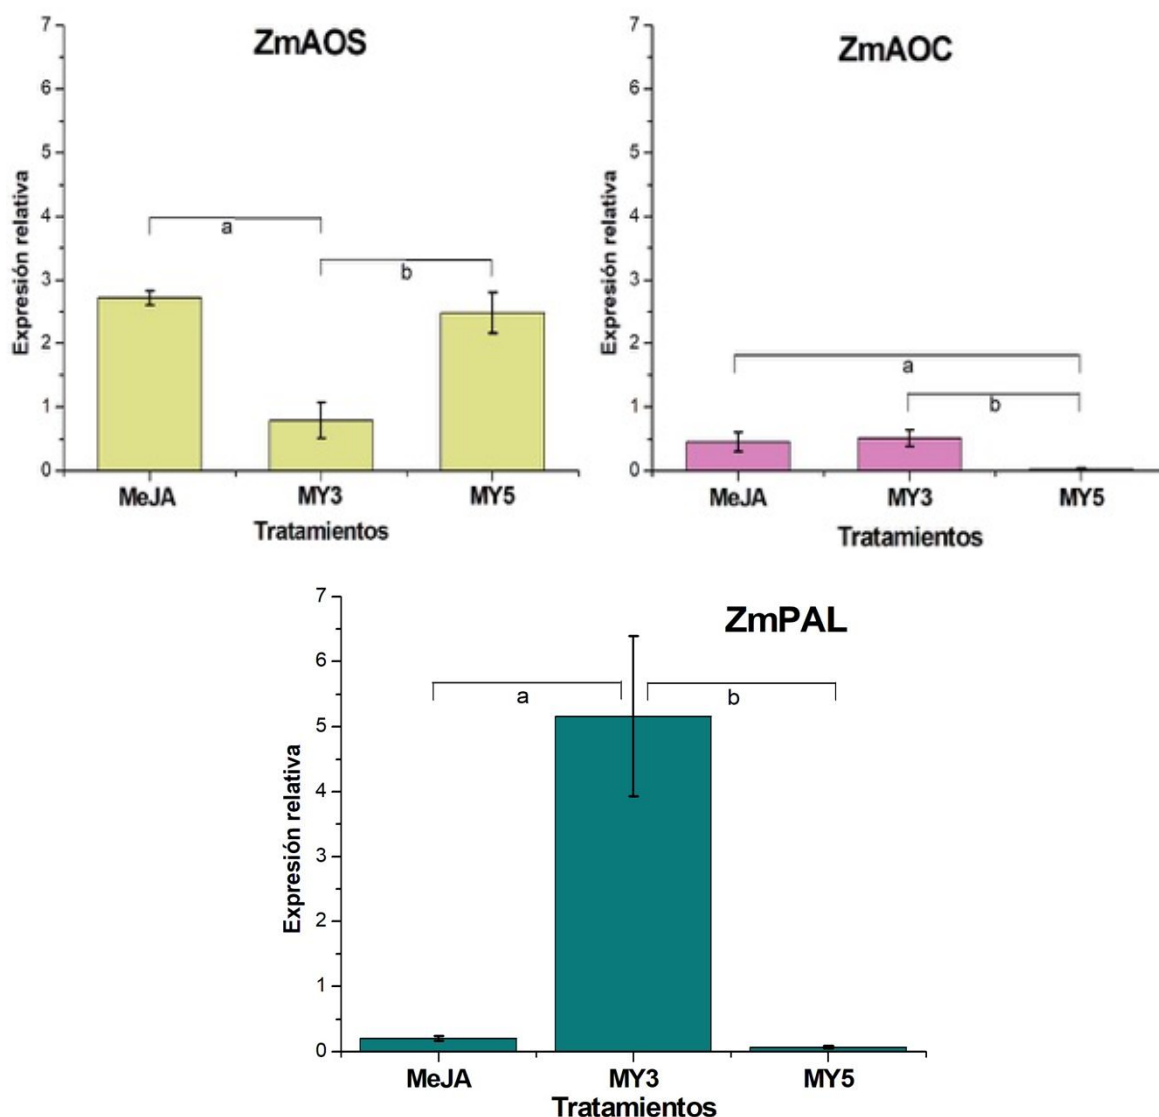 ZmAOS
7
6
5
4
3
2
1
0
Expresión relativa
a
b
MeJA
MY3
MY5
Tratamientos
ZmAOC
7
6
5
4
3
2
1
0
Expresión relativa
a
b
MeJA
MY3
MY5
Tratamientos
ZmPAL
7
6
5
4
3
2
1
0
Expresión relativa
a
b
MeJA
MY3
MY5
Tratamientos